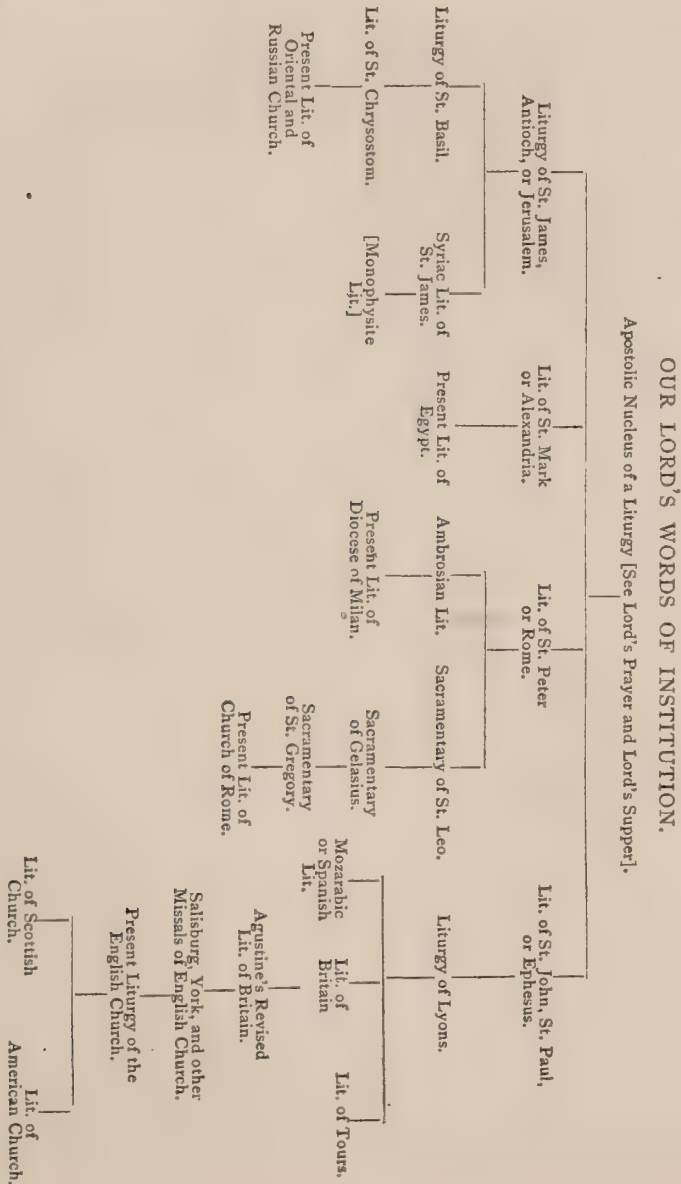 OUR LORD'S WORDS OF INSTITUTION.
Apostolic Nucleus of a Liturgy [See Lord's Prayer and Lord's Supper].
Liturgy of St. James,
Antioch, or Jerusalem.
Lit. of St. Mark
or Alexandria.
Lit. of St. Peter
or Rome.
Lit. of St. John, St. Paul,
or Ephesus.
Liturgy of St. Basil.
Syriac Lit. of
St. James.
Present Lit. of
Egypt.
Ambrosian Lit.
Sacramentary of St. Leo.
Liturgy of Lyons.
Lit. of St. Chrysostom.
[Monophysite
Lit.]
Present Lit. of
Diocese of Milan.
Sacramentary
of Gelasius.
Mozarabic
or Spanish
Lit.
Lit. of
Britain
Lit. of Tours.
Present Lit. of
Oriental and
Russian Church.
Sacramentary
of St. Gregory.
Agustine's Revised
Lit. of Britain.
Present Lit. of
Church of Rome.
Salisburg, York, and other
Missals of English Church.
Present Liturgy of the
English Church.
Lit. of Scottish
Church.
Lit. of
American Church.